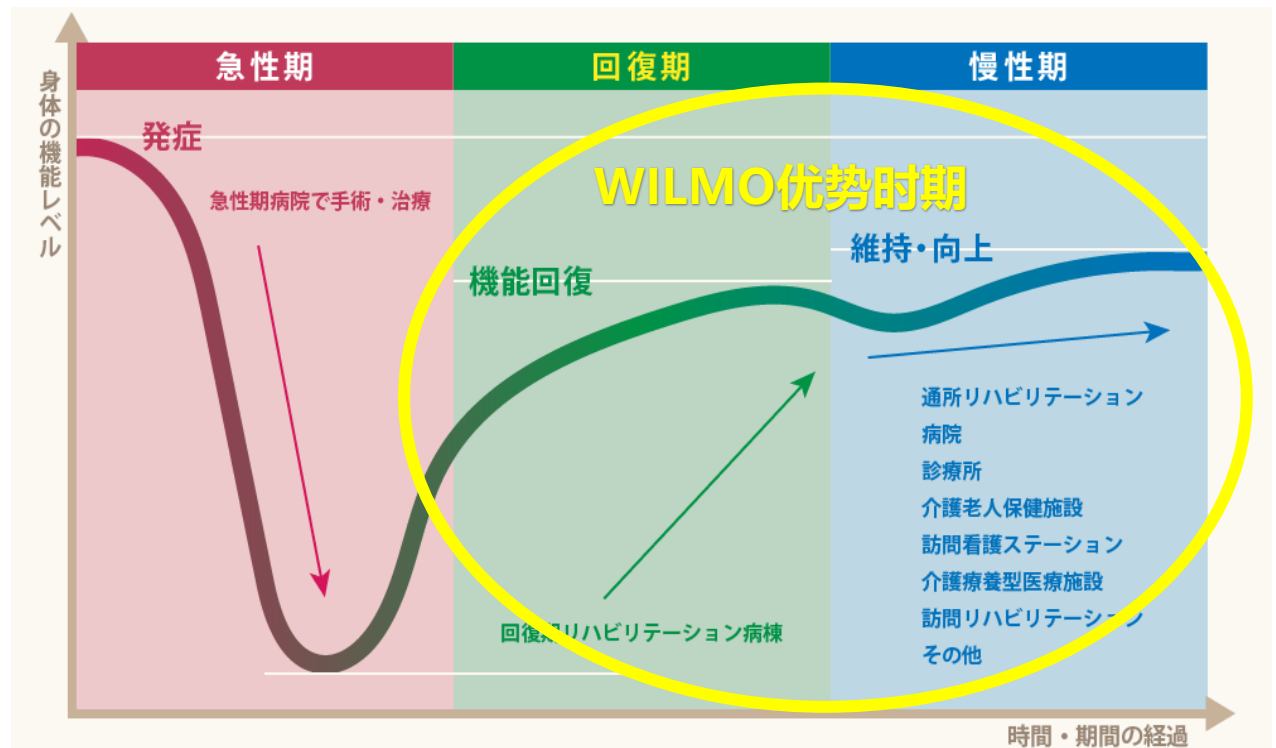 急性期
回復期
慢性期
身体の機能レベル
発症
急性期病院で手術・治療
WILMO优势时期
機能回復
維持・向上
通所リハビリテーション
病院
診療所
介護老人保健施設
訪問看護ステーション
介護療養型医療施設
訪問リハビリテーション
その他
回復期リハビリテーション病棟
時間・期間の経過